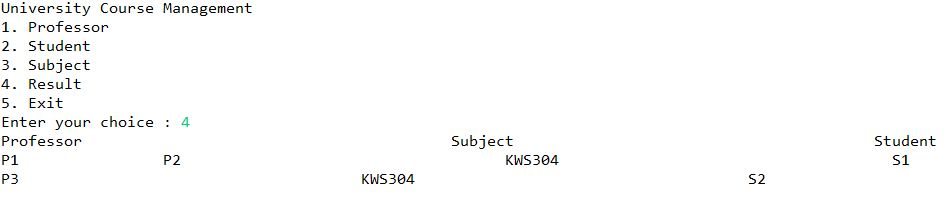 University Course Management
1. Professor
2. Student
3. Subject
4. Result
5. Exit
Enter your choice : 4
Professor Subject Student
P1 P2 KWS304 S1
P3 KWS304 S2